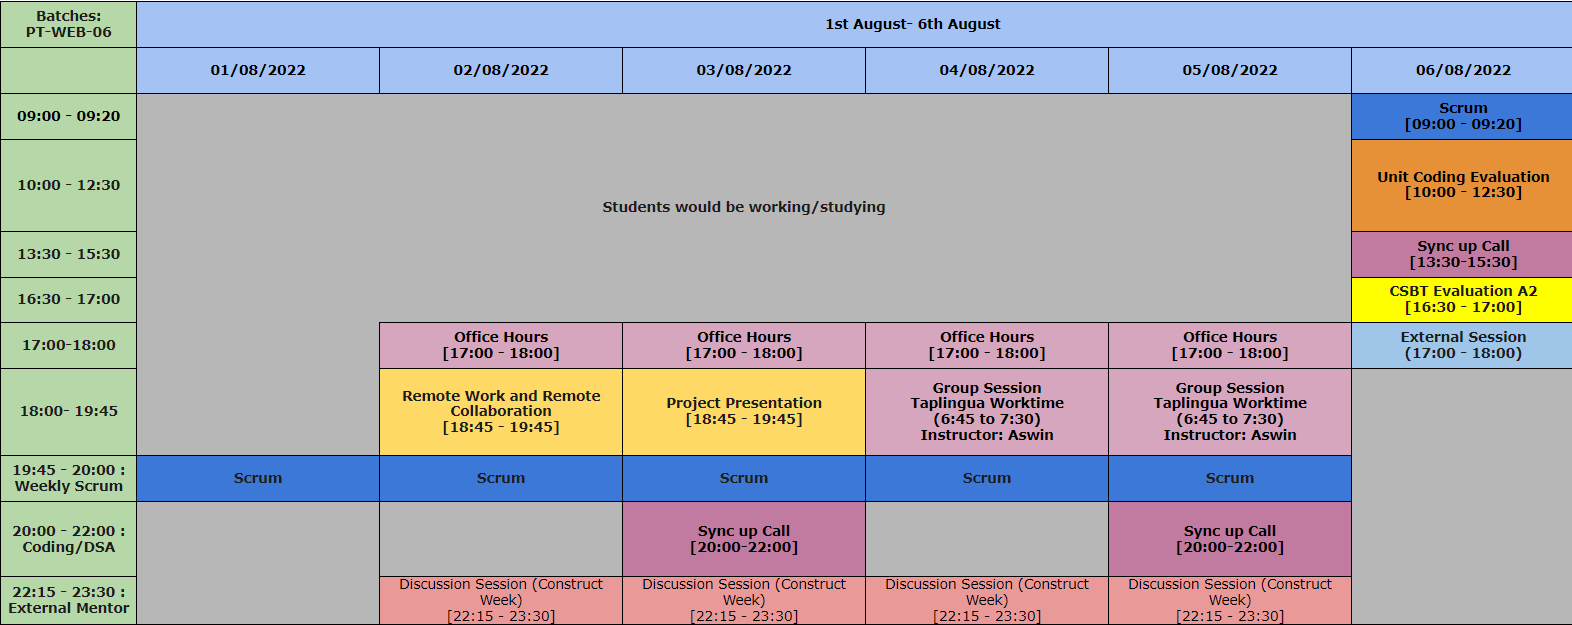 Batches:
PT-WEB-06
1st August- 6th August
01/08/2022
02/08/2022
03/08/2022
04/08/2022
05/08/2022
06/08/2022
09:00 - 09:20
Scrum
[09:00 - 09:20]
10:00 - 12:30
Students would be working/studying
Unit Coding Evaluation
[10:00 - 12:30]
13:30 - 15:30
Sync up Call
[13:30-15:30]
16:30 - 17:00
CSBT Evaluation A2
[16:30 - 17:00]
17:00-18:00
Office Hours
[17:00 - 18:00]
Office Hours
[17:00 - 18:00]
Office Hours
[17:00 - 18:00]
Office Hours
[17:00 - 18:00]
External Session
(17:00 - 18:00)
18:00- 19:45
Remote Work and Remote
Collaboration
[18:45 - 19:45]
Project Presentation
[18:45 - 19:45]
Group Session
Taplingua Worktime
(6:45 to 7:30)
Instructor: Aswin
Group Session
Taplingua Worktime
(6:45 to 7:30)
Instructor: Aswin
19:45 - 20:00 :
Weekly Scrum
Scrum
Scrum
Scrum
Scrum
Scrum
20:00 - 22:00 :
Coding/DSA
Sync up Call
[20:00-22:00]
Sync up Call
[20:00-22:00]
22:15 - 23:30 :
External Mentor
Discussion Session (Construct
Week)
[22:15 - 23:30]
Discussion Session (Construct
Week)
[22:15 - 23:30]
Discussion Session (Construct
Week)
[22:15 - 23:30]
Discussion Session (Construct
Week)
[22:15 - 23:30]